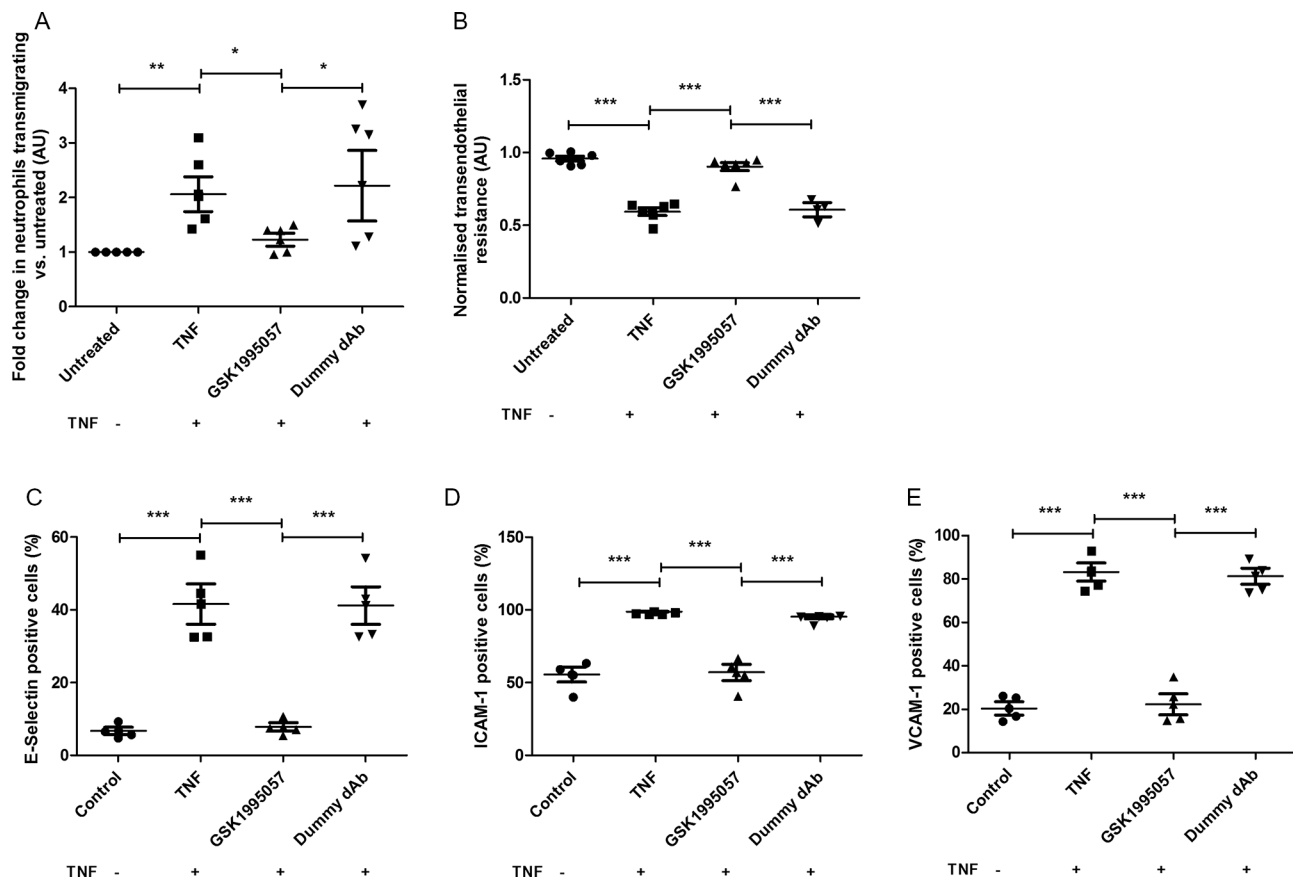 A
Fold change in neutrophils transmigrating
vs. untreated (AU)
** * *
4
3
2
1
0
Untreated TNF GSK1995057 Dummy dAb
TNF - + + +
B
Normalised transendothelial
resistance (AU)
*** *** ***
1.5
1.0
0.5
0.0
Untreated TNF GSK1995057 Dummy dAb
+ + +
TNF -
C
E-Selectin positive cells (%)
*** *** ***
60
40
20
0
Control TNF GSK1995057 Dummy dAb
TNF - + + +
D
ICAM-1 positive cells (%)
*** *** ***
150
100
50
0
Control TNF GSK1995057 Dummy dAb
TNF - + + +
E
VCAM-1 positive cells (%)
*** *** ***
100
80
60
40
20
0
Control TNF GSK1995057 Dummy dAb
TNF - + + +